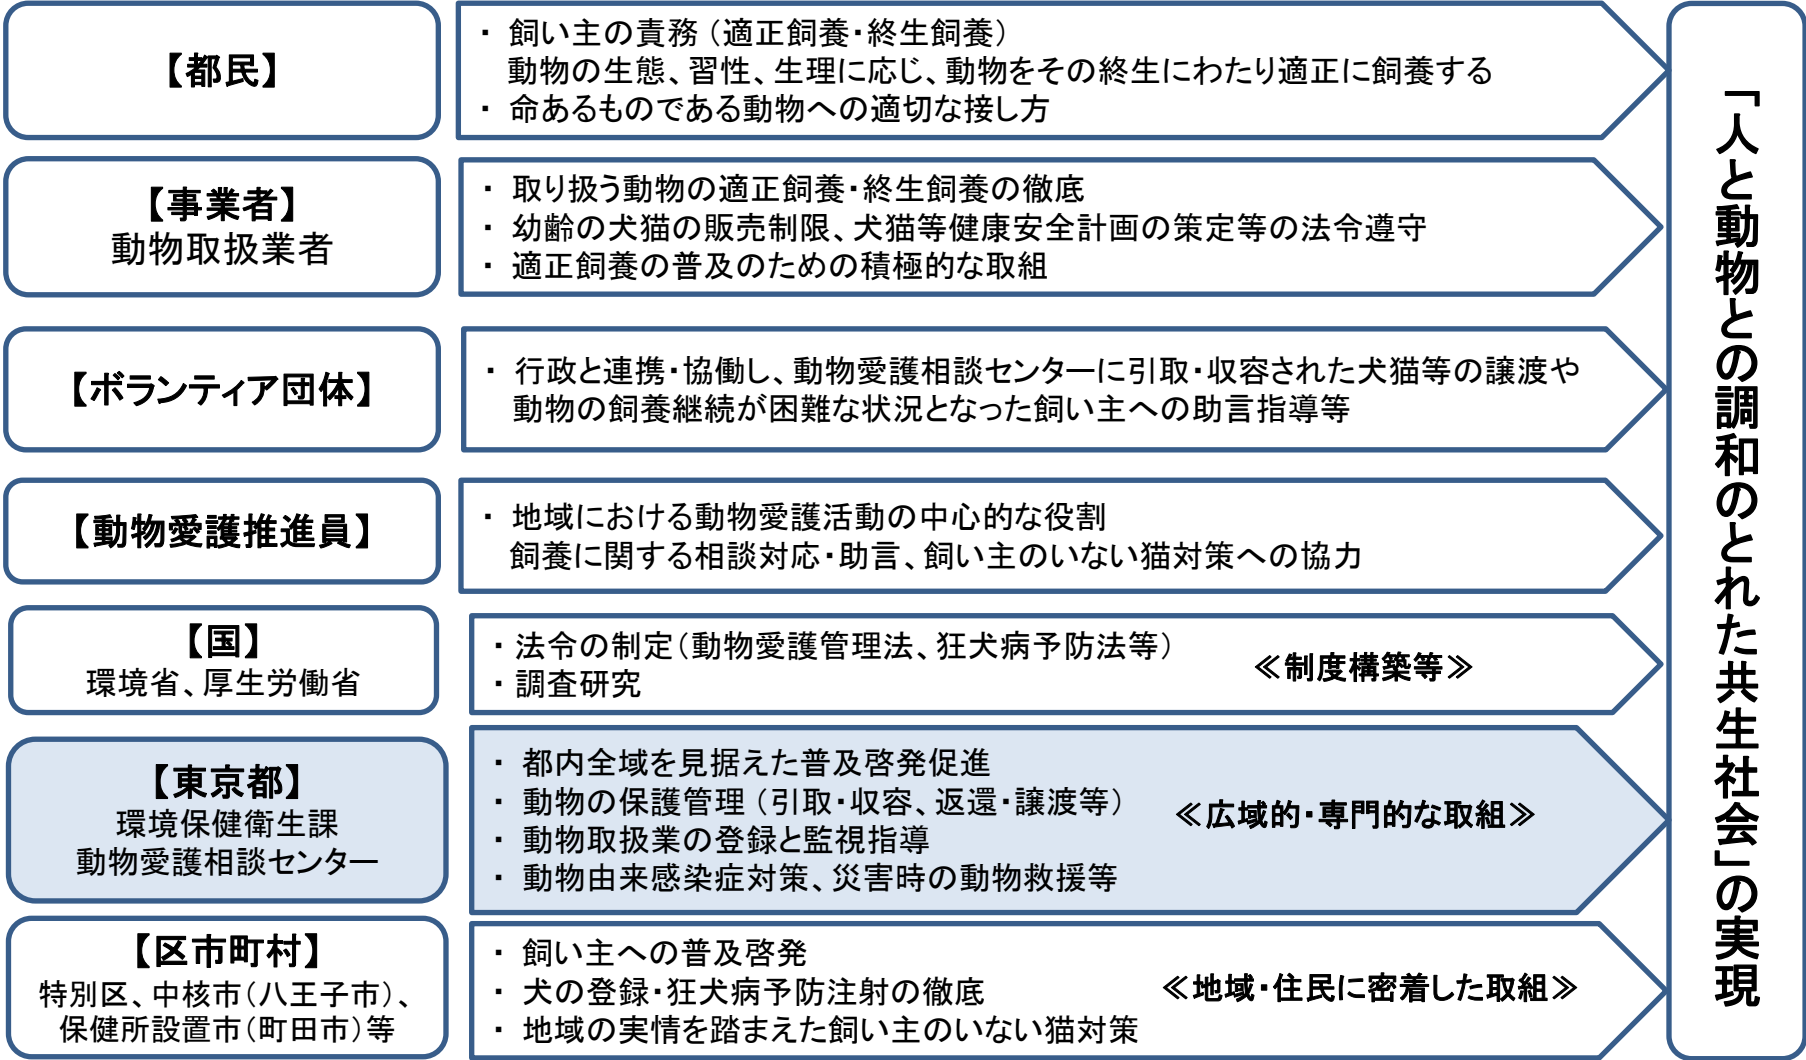 【都民】
・ 飼い主の責務（適正飼養・終生飼養）
動物の生態、習性、生理に応じ、動物をその終生にわたり適正に飼養する
・ 命あるものである動物への適切な接し方
【事業者】
動物取扱業者
・ 取り扱う動物の適正飼養・終生飼養の徹底
・ 幼齢の犬猫の販売制限、犬猫等健康安全計画の策定等の法令遵守
・ 適正飼養の普及のための積極的な取組
【ボランティア団体】
・ 行政と連携・協働し、動物愛護相談センターに引取・収容された犬猫等の譲渡や
動物の飼養継続が困難な状況となった飼い主への助言指導等
【動物愛護推進員】
・ 地域における動物愛護活動の中心的な役割
飼養に関する相談対応・助言、飼い主のいない猫対策への協力
【国】
環境省、厚生労働省
・法令の制定（動物愛護管理法、狂犬病予防法等）
・調査研究
≪制度構築等≫
【東京都】
環境保健衛生課
動物愛護相談センター
・ 都内全域を見据えた普及啓発促進
・ 動物の保護管理（引取・収容、返還・譲渡等）
・ 動物取扱業の登録と監視指導
・ 動物由来感染症対策、災害時の動物救援等
≪広域的・専門的な取組≫
【区市町村】
特別区、中核市（八王子市）、
保健所設置市（町田市）等
・ 飼い主への普及啓発
・ 犬の登録・狂犬病予防注射の徹底
・ 地域の実情を踏まえた飼い主のいない猫対策
≪地域・住民に密着した取組≫
「人と動物との調和のとれた共生社会」の実現